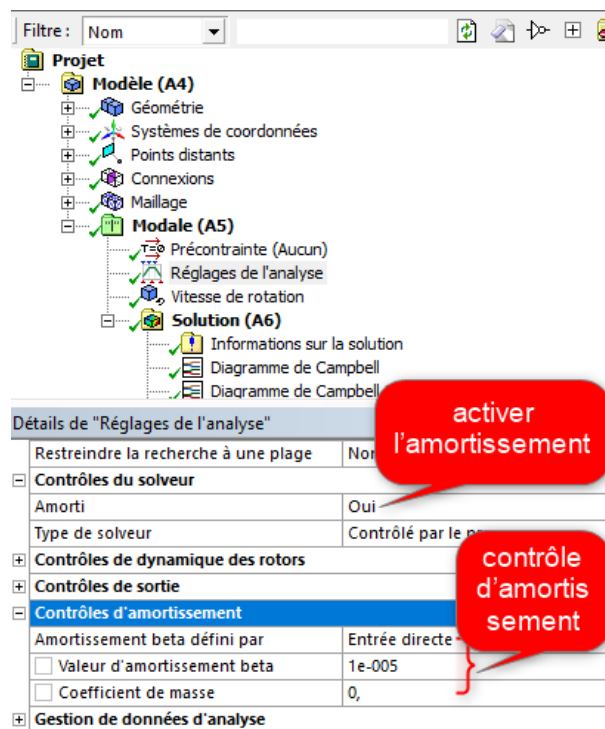 Filtre : Nom
Projet
Modèle (A4)
Géométrie
Systèmes de coordonnées
Points distants
Connexions
Maillage
Modale (A5)
Précontrainte (Aucun)
Réglages de l'analyse
Vitesse de rotation
Solution (A6)
Informations sur la solution
Diagramme de Campbell
Diagramme de Campbell
activer
l'amortissement
Détails de "Réglages de l'analyse"
Restreindre la recherche à une plage
Contrôles du solveur
Amorti Oui
Type de solveur Contrôlé par le
Contrôles de dynamique des rotors
Contrôles de sortie
contrôle
d'amortis
sement
Contrôles d'amortissement
Amortissement beta défini par Entrée directe
Valeur d'amortissement beta 1e-005
Coefficient de masse 0,
Gestion de données d'analyse